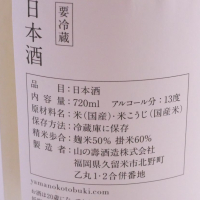 要冷蔵
日本酒
品目：日本酒
内容量：720ml アルコール分：13度
原材料名：米（国産）・米こうじ（国産米）
保存方法：冷蔵庫に保存
精米歩合：麹米50％ 掛米60％
製造者：山の壽酒造株式会社
福岡県久留米市北野町
乙丸1-2合併番地
yamanokotobuki.com